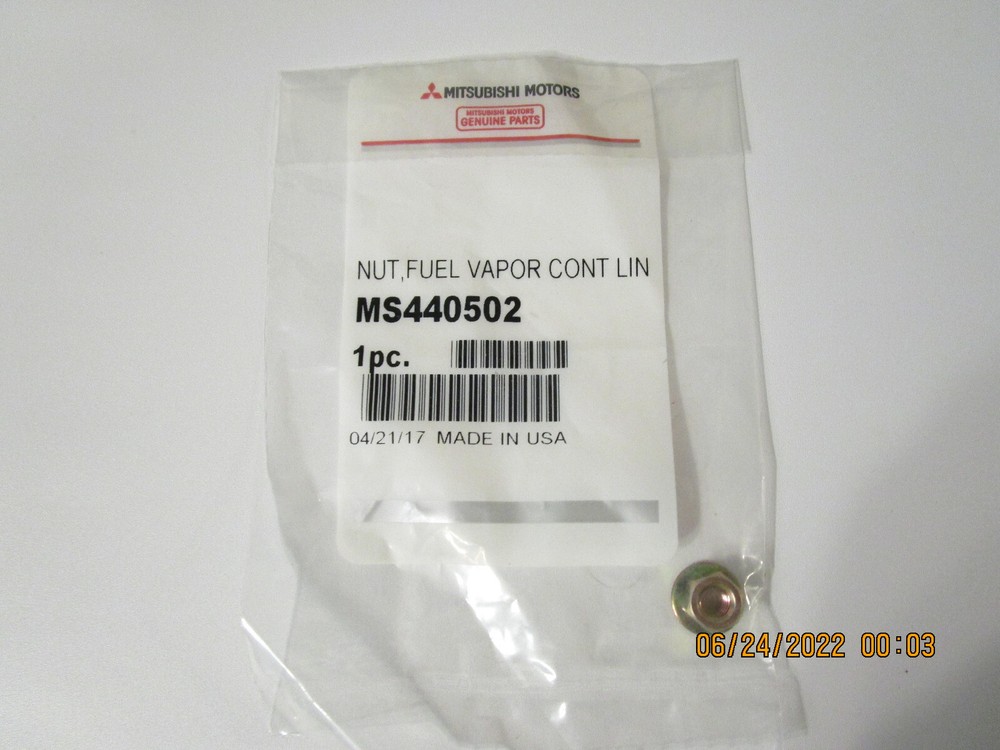 MITSUBISHI MOTORS
MITSUBISHI MOTORS
GENUINE PARTS
NUT,FUEL VAPOR CONT LIN
MS440502
1pc.
04/21/17 MADE IN USA
06/24/2022 00:03